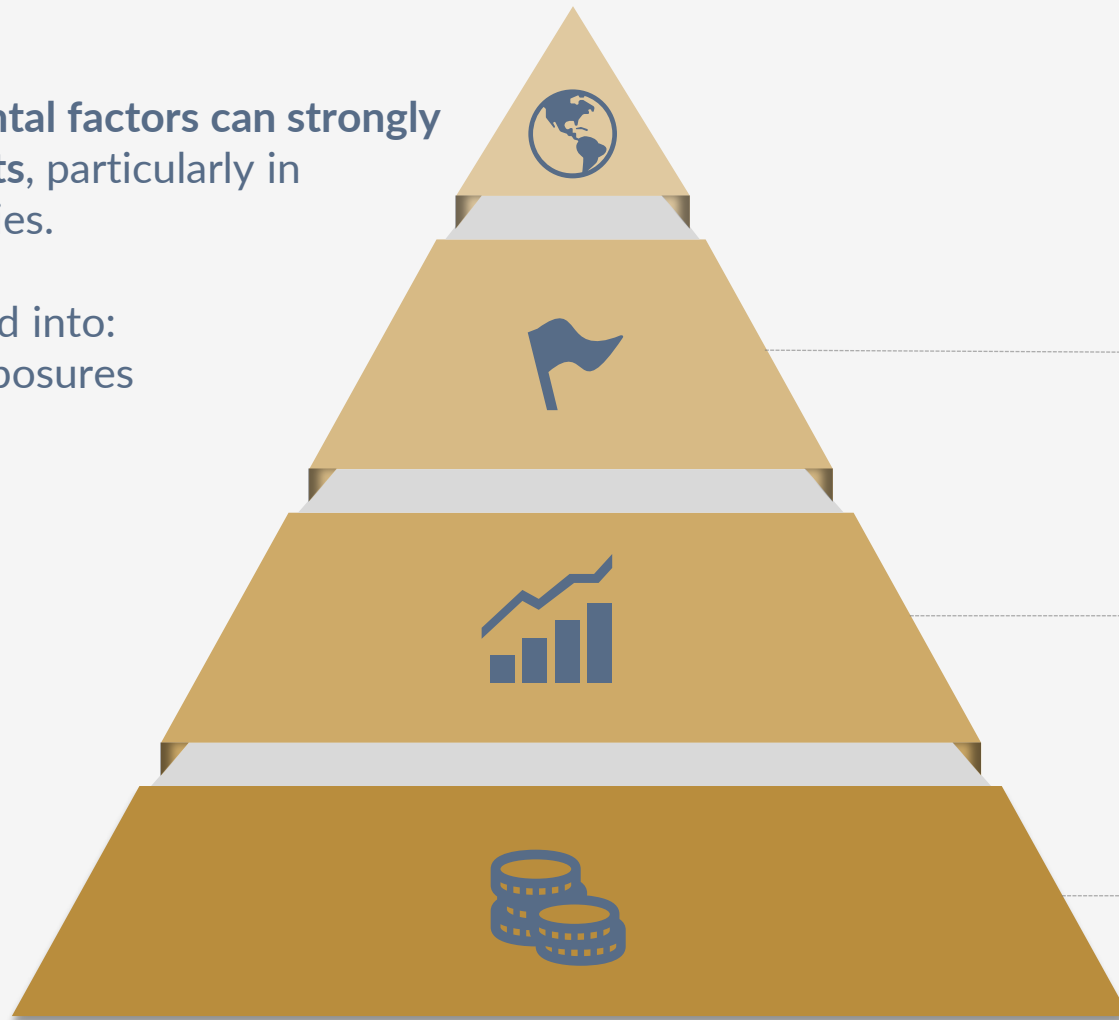 ntal factors can strongly
ts, particularly in
ies.
d into:
posures